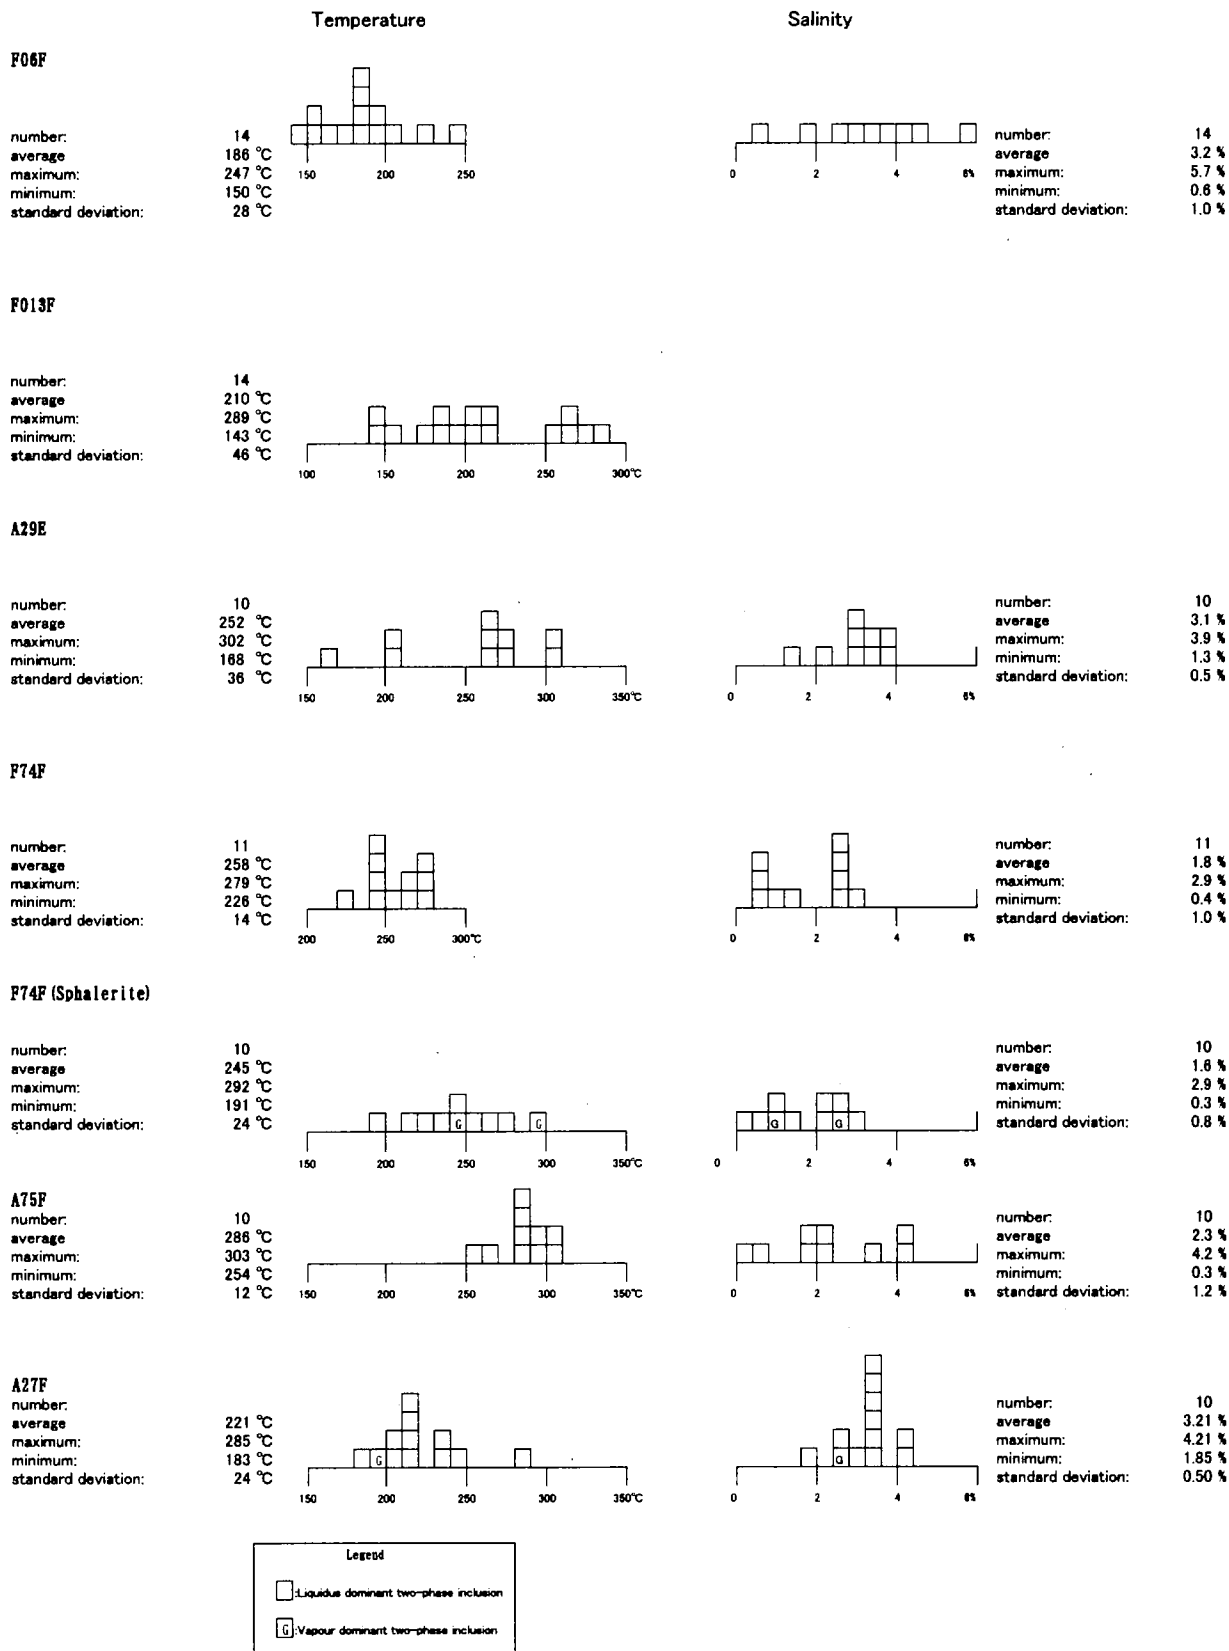 Temperature Salinity
F06F
number: 14
average 186 °C
maximum: 247 °C
minimum: 150 °C
standard deviation: 28 °C
150 200 250
0 2 4 6%
number: 14
average 3.2 %
maximum: 5.7 %
minimum: 0.6 %
standard deviation: 1.0 %
F013F
number: 14
average 210 °C
maximum: 289 °C
minimum: 143 °C
standard deviation: 46 °C
100 150 200 250 300°C
A29E
number: 10
average 252 °C
maximum: 302 °C
minimum: 168 °C
standard deviation: 36 °C
150 200 250 300 350°C
0 2 4 6%
number: 10
average 3.1 %
maximum: 3.9 %
minimum: 1.3 %
standard deviation: 0.5 %
F74F
number: 11
average 258 °C
maximum: 279 °C
minimum: 226 °C
standard deviation: 14 °C
200 250 300°C
0 2 4 6%
number: 11
average 1.8 %
maximum: 2.9 %
minimum: 0.4 %
standard deviation: 1.0 %
F74F (Sphalerite)
number: 10
average 245 °C
maximum: 292 °C
minimum: 191 °C
standard deviation: 24 °C
G G
150 200 250 300 350°C
G G
0 2 4 6%
number: 10
average 1.6 %
maximum: 2.9 %
minimum: 0.3 %
standard deviation: 0.8 %
A75F
number: 10
average 286 °C
maximum: 303 °C
minimum: 254 °C
standard deviation: 12 °C
150 200 250 300 350°C
0 2 4 6%
number: 10
average 2.3 %
maximum: 4.2 %
minimum: 0.3 %
standard deviation: 1.2 %
A27F
number:
average 221 °C
maximum: 285 °C
minimum: 183 °C
standard deviation: 24 °C
G
150 200 250 300 350°C
G
0 2 4 6%
number: 10
average 3.21 %
maximum: 4.21 %
minimum: 1.85 %
standard deviation: 0.50 %
Legend
:Liquidus dominant two-phase inclusion
G :Vapour dominant two-phase inclusion